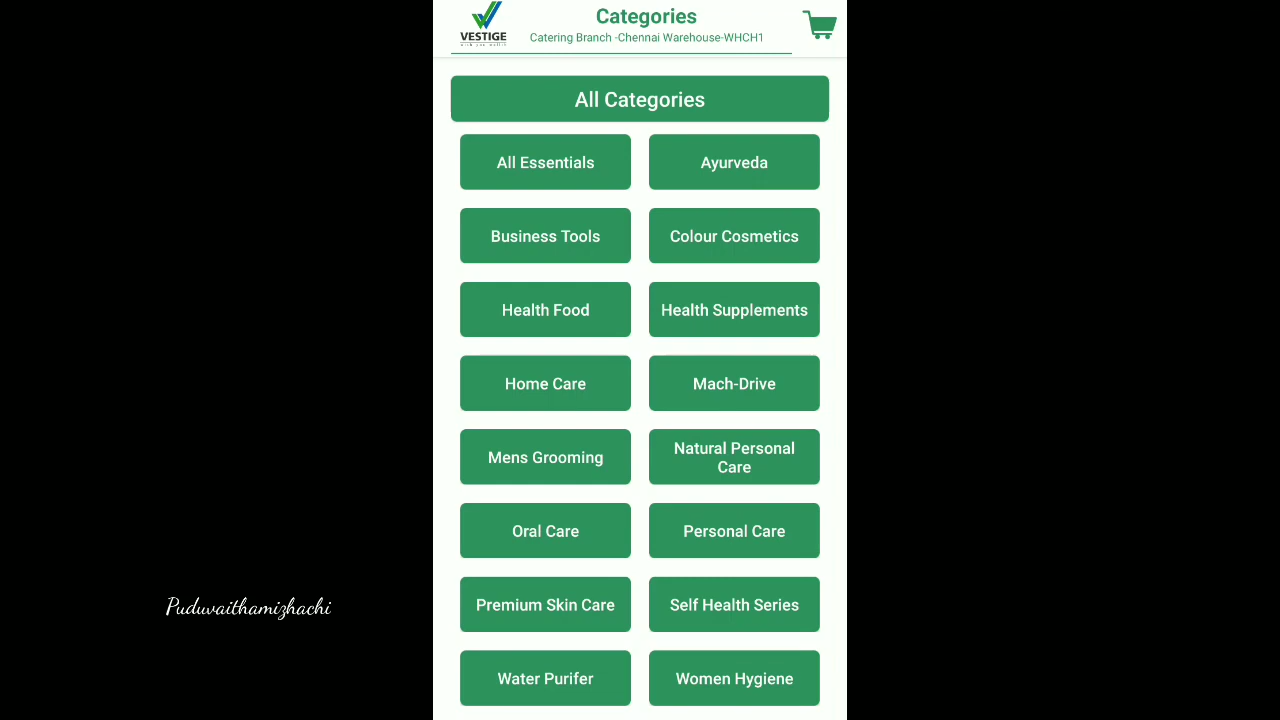 VESTIGE
Categories
Catering Branch -Chennai Warehouse-WHCH1
All Categories
All Essentials
Ayurveda
Business Tools
Colour Cosmetics
Health Food
Health Supplements
Home Care
Mach-Drive
Mens Grooming
Natural Personal
Care
Oral Care
Personal Care
Premium Skin Care
Self Health Series
Water Purifer
Women Hygiene
Puduvaithamizhachi